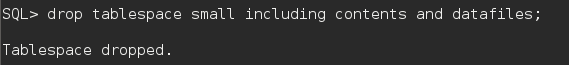 SQL> drop tablespace small including contents and datafiles;
Tablespace dropped.